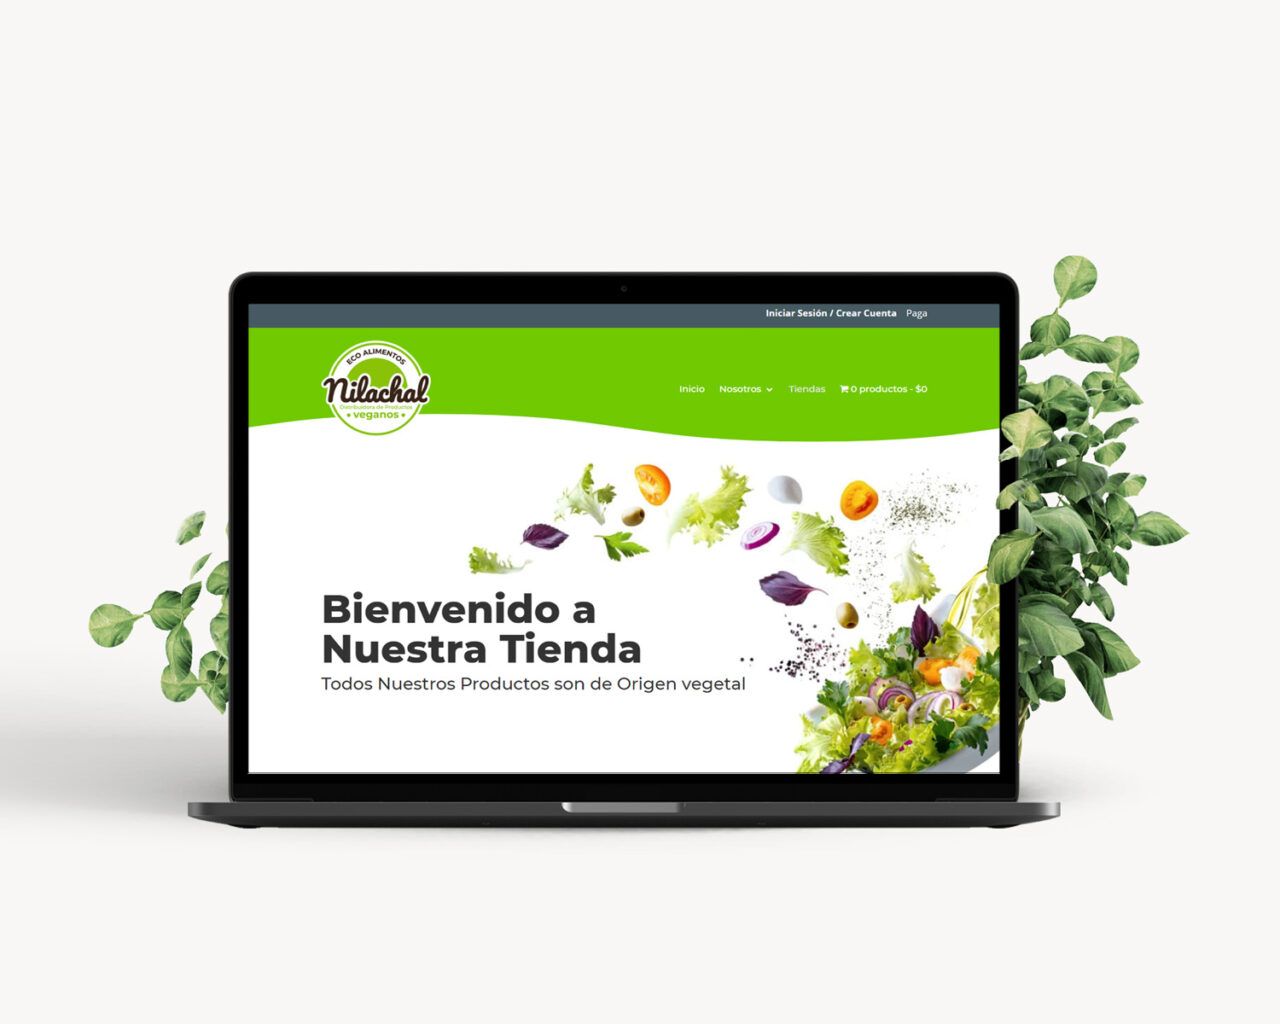 Iniciar Sesión / Crear Cuenta Paga
ECO ALIMENTOS
Nilachal
Distribuidora de Productos
• veganos •
Inicio Nosotros Tiendas 0 productos - $0
Bienvenido a
Nuestra Tienda
Todos Nuestros Productos son de Origen vegetal